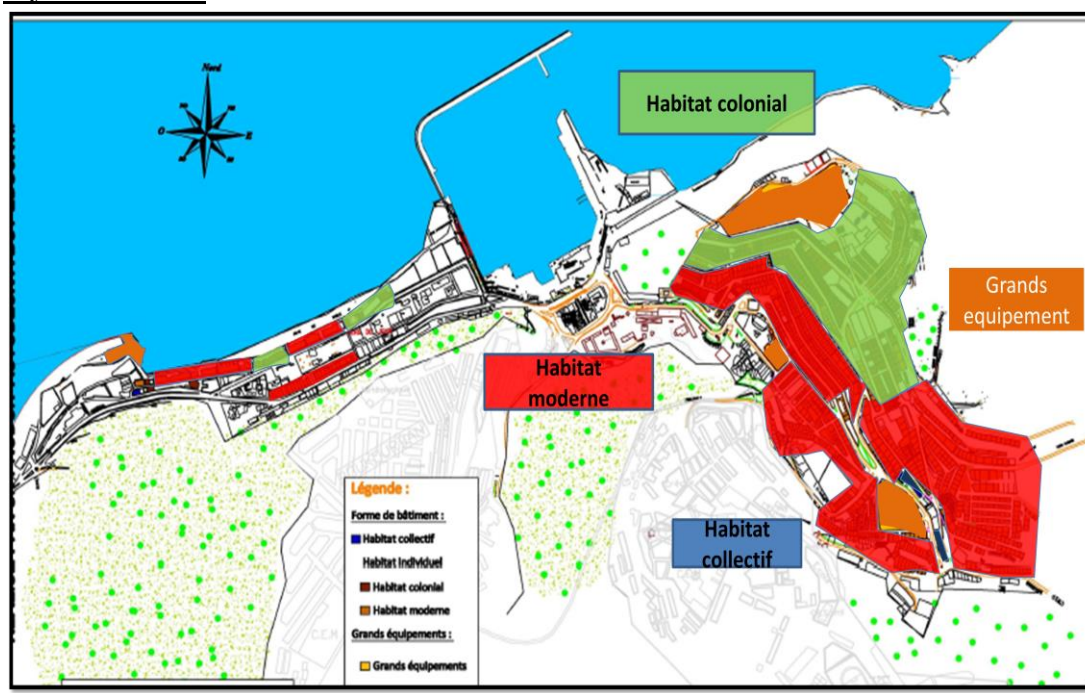 Nord
O
E
Habitat colonial
Grands
equipement
Habitat
moderne
Habitat
collectif
Légende :
Forme de bâtiment :
Habitat collectif
Habitat Individuel
Habitat colonial
Habitat moderne
Grands équipements :
Grands équipements
C.E.M